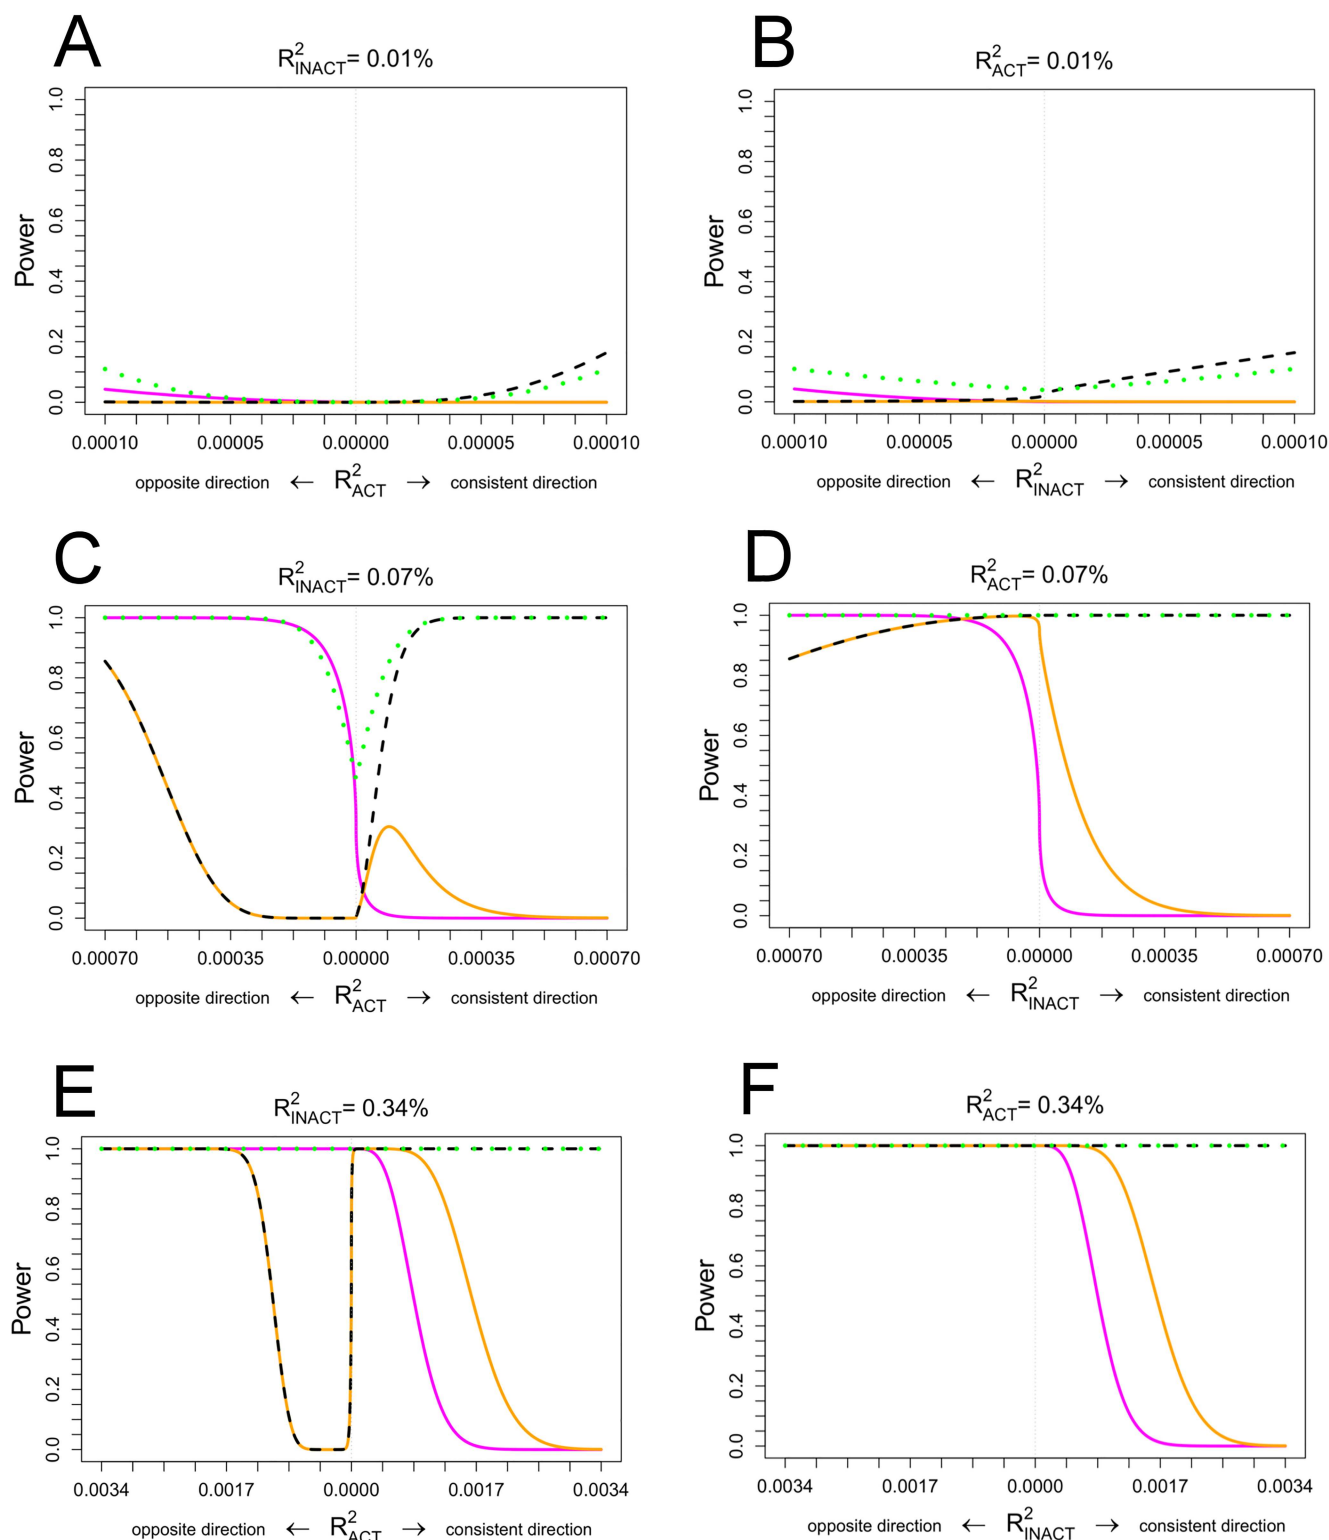 A
R²INACT = 0.01%
Power
0.0 0.2 0.4 0.6 0.8 1.0
0.00010 0.00005 0.00000 0.00005 0.00010
opposite direction ← R²ACT → consistent direction
B
R²ACT = 0.01%
Power
0.0 0.2 0.4 0.6 0.8 1.0
0.00010 0.00005 0.00000 0.00005 0.00010
opposite direction ← R²INACT → consistent direction
C
R²INACT = 0.07%
Power
0.0 0.2 0.4 0.6 0.8 1.0
0.00070 0.00035 0.00000 0.00035 0.00070
opposite direction ← R²ACT → consistent direction
D
R²ACT = 0.07%
Power
0.0 0.2 0.4 0.6 0.8 1.0
0.00070 0.00035 0.00000 0.00035 0.00070
opposite direction ← R²INACT → consistent direction
E
R²INACT = 0.34%
Power
0.0 0.2 0.4 0.6 0.8 1.0
0.0034 0.0017 0.0000 0.0017 0.0034
opposite direction ← R²ACT → consistent direction
F
R²ACT = 0.34%
Power
0.0 0.2 0.4 0.6 0.8 1.0
0.0034 0.0017 0.0000 0.0017 0.0034
opposite direction ← R²INACT → consistent direction